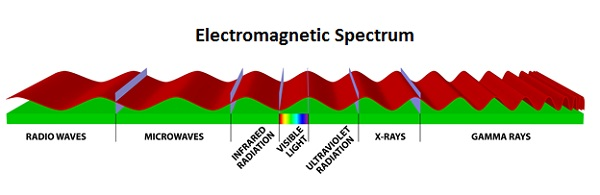 Electromagnetic Spectrum
RADIO WAVES
MICROWAVES
INFRARED
RADIATION
VISIBLE
LIGHT
ULTRAVIOLET
RADIATION
X-RAYS
GAMMA RAYS